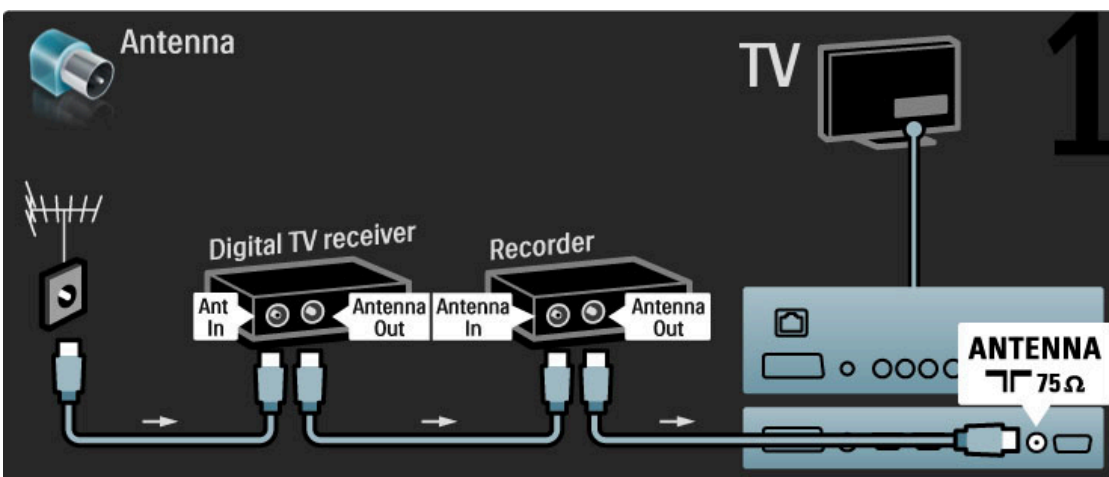 Antenna
TV
1
Digital TV receiver
Recorder
Ant
In
Antenna
Out
Antenna
In
Antenna
Out
ANTENNA
75Ω